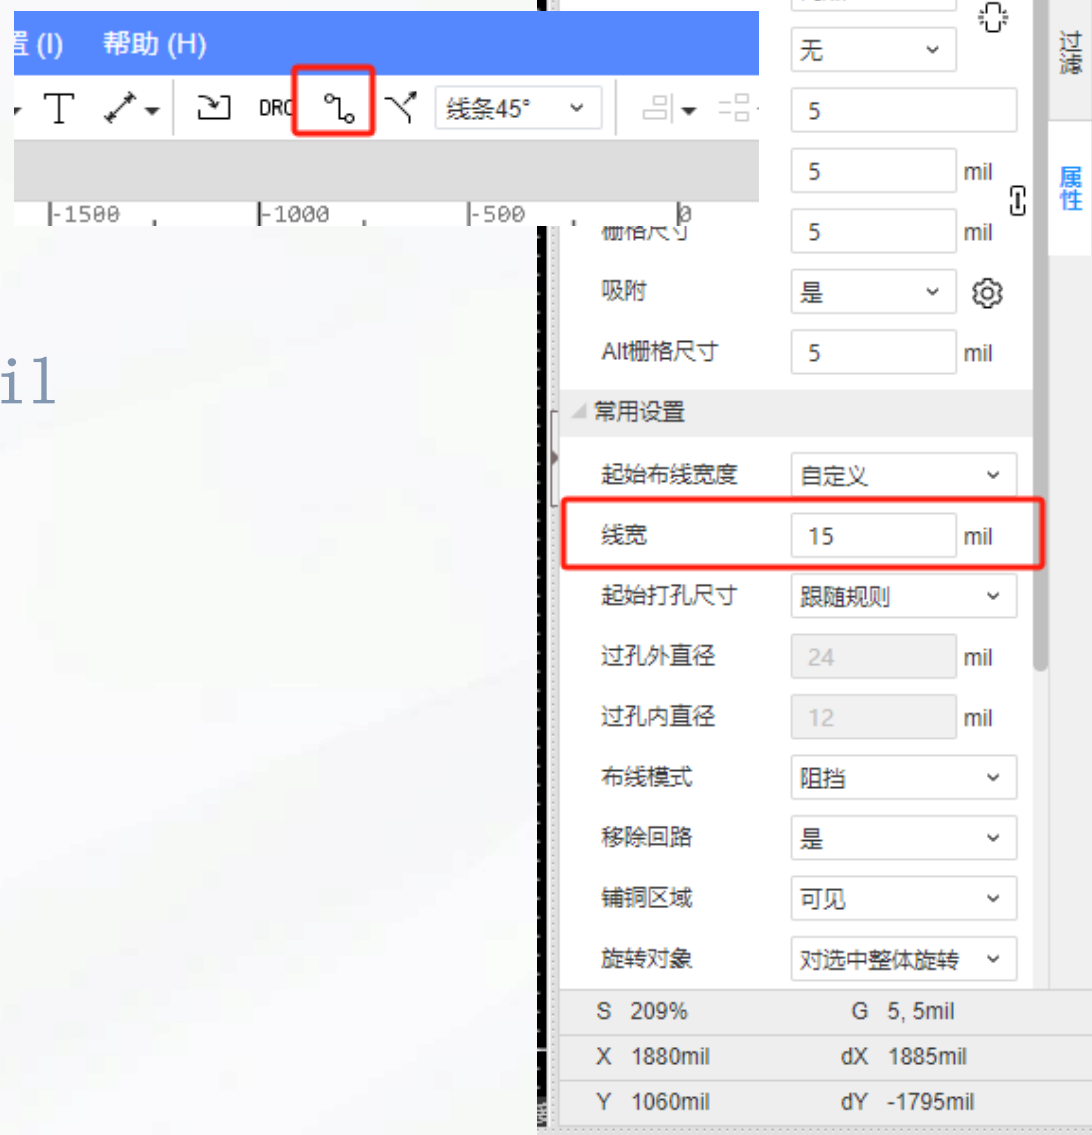 置 (I) 帮助 (H)
T DRC 线条45°
-1500 -1000 -500 0
过滤
属性
无
5
5 mil
栅格尺寸 5 mil
吸附 是
Alt栅格尺寸 5 mil
il
常用设置
起始布线宽度 自定义
线宽 15 mil
起始打孔尺寸 跟随规则
过孔外直径 24 mil
过孔内直径 12 mil
布线模式 阻挡
移除回路 是
铺铜区域 可见
旋转对象 对选中整体旋转
S 209% G 5, 5mil
X 1880mil dX 1885mil
Y 1060mil dY -1795mil